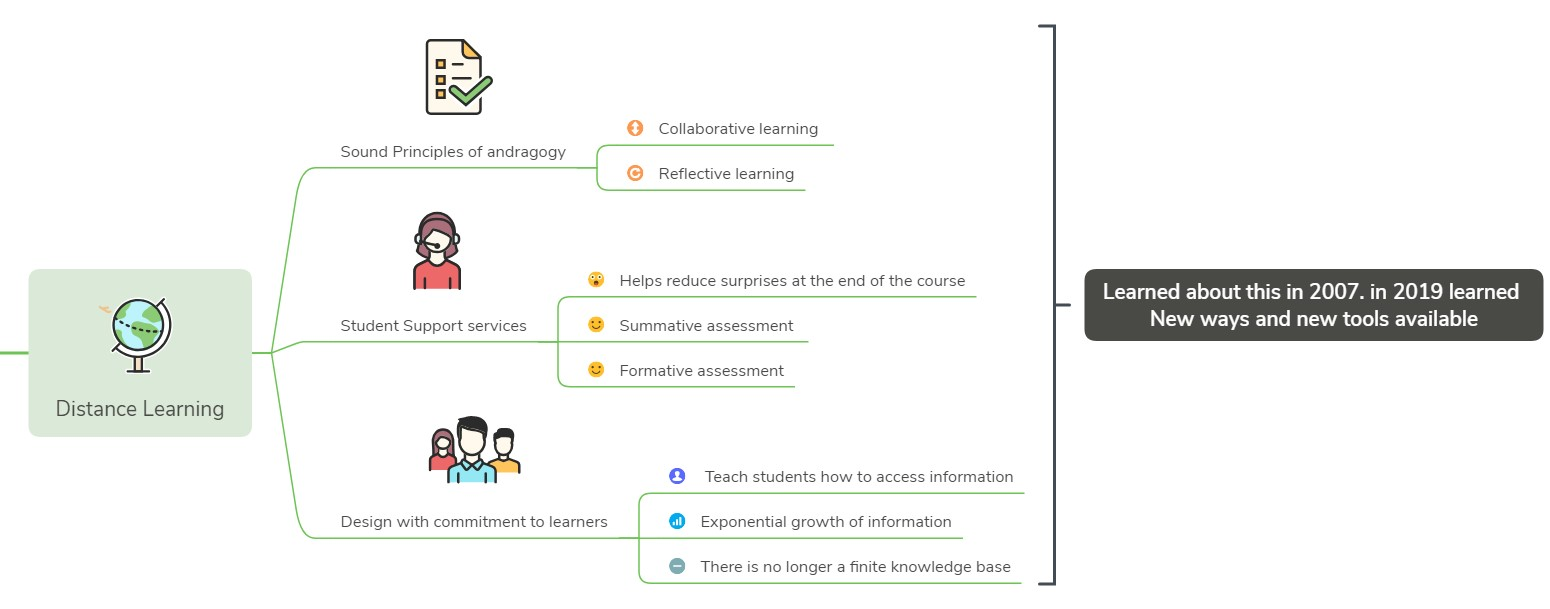 Distance Learning
Sound Principles of andragogy
Collaborative learning
Reflective learning
Student Support services
Helps reduce surprises at the end of the course
Summative assessment
Formative assessment
Design with commitment to learners
Teach students how to access information
Exponential growth of information
There is no longer a finite knowledge base
Learned about this in 2007. in 2019 learned
New ways and new tools available